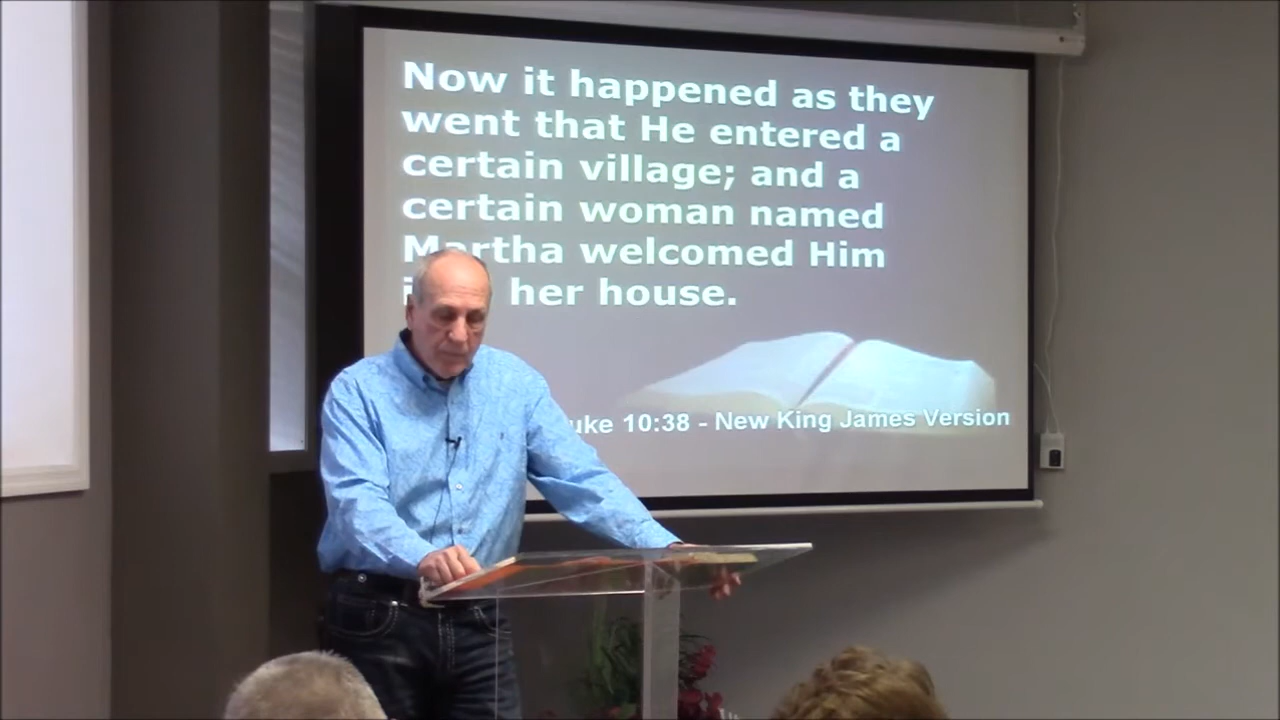 Now it happened as they
went that He entered a
certain village; and a
certain woman named
Martha welcomed Him
her house.
10:38 - New King James Version